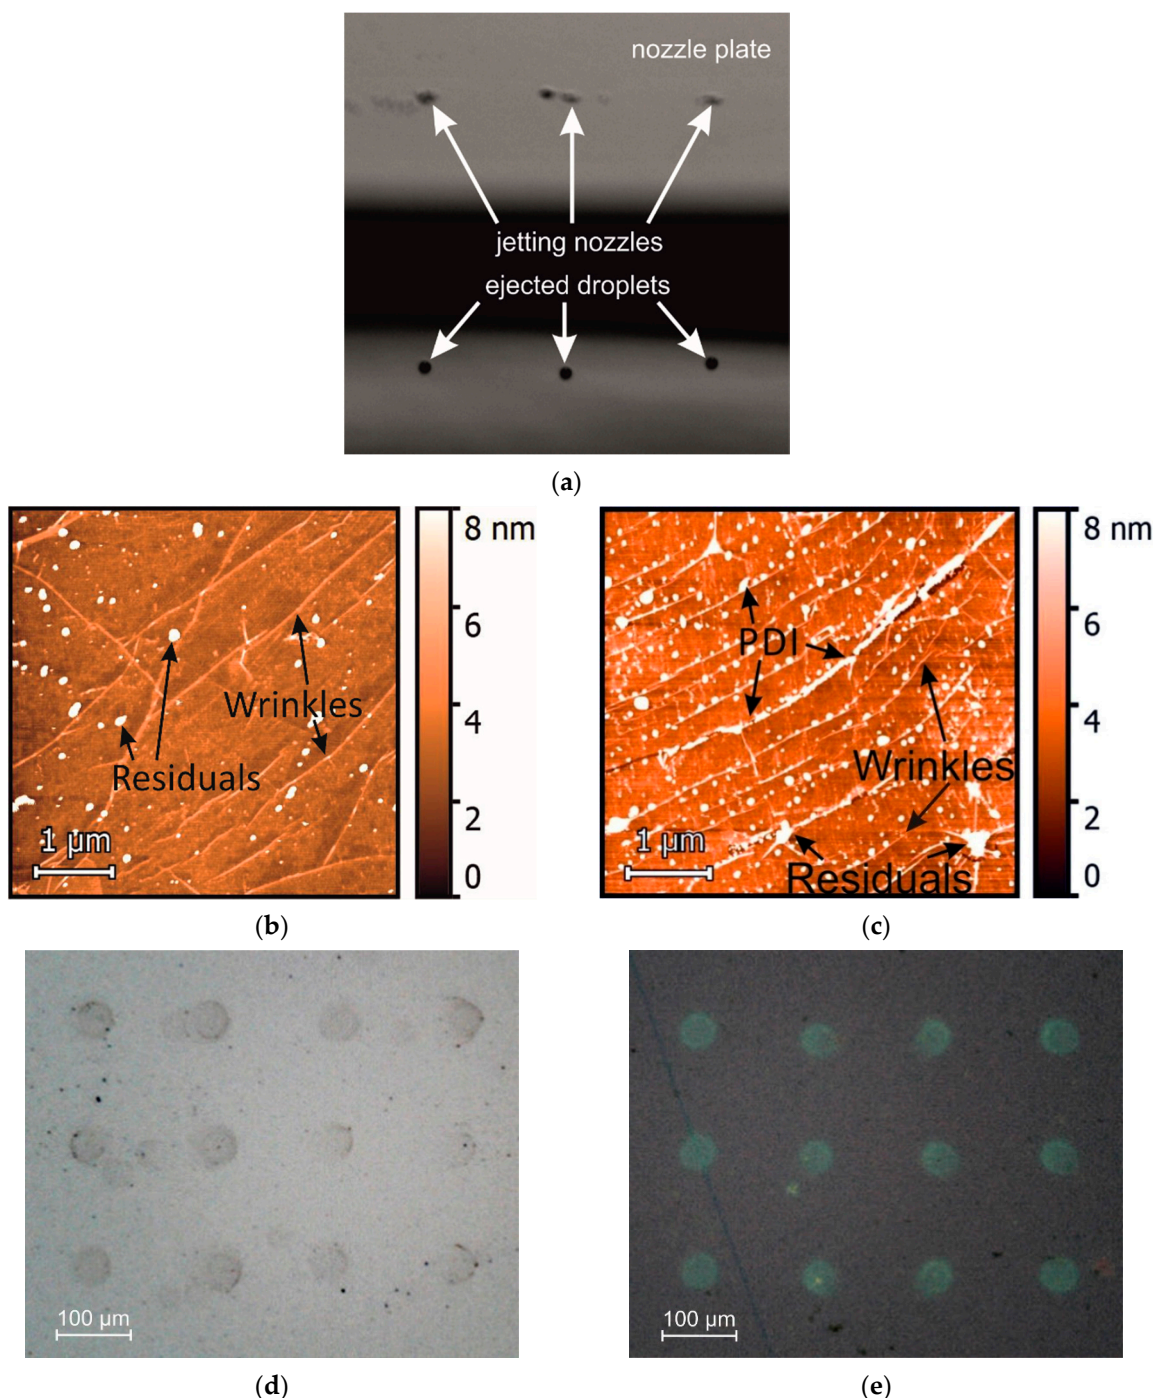 nozzle plate
jetting nozzles
ejected droplets
(a)
8 nm
6
4
2
0
Wrinkles
Residuals
1 µm
(b)
8 nm
6
4
2
0
PDI
Wrinkles
Residuals
1 µm
(c)
100 µm
(d)
100 µm
(e)